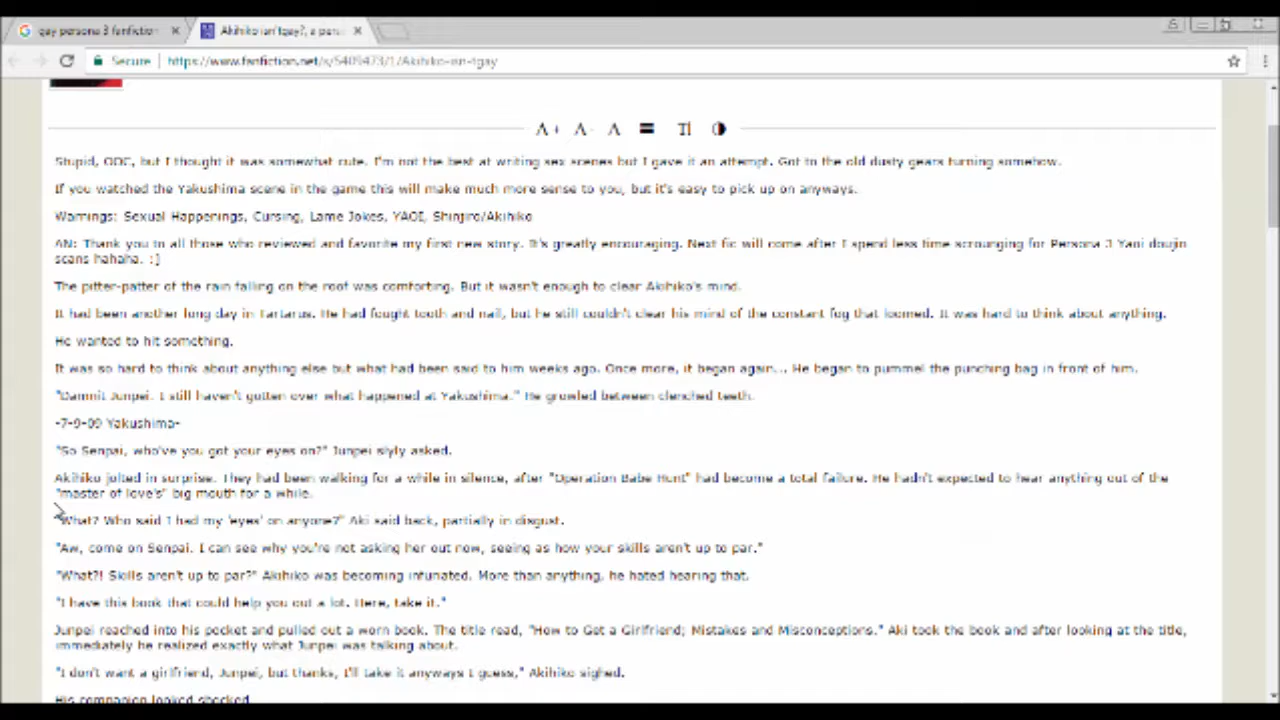 gay persona 3 fanfiction
Akihiko isn'tgay?, a pers
Secure
https://www.fanfiction.net/s/5409473/1/Akihiko-isn-tgay
A+ A- A
Stupid, OOC, but I thought it was somewhat cute. I'm not the best at writing sex scenes but I gave it an attempt. Got to the old dusty gears turning somehow.
If you watched the Yakushima scene in the game this will make much more sense to you, but it's easy to pick up on anyways.
Warnings: Sexual Happenings, Cursing, Lame Jokes, YAOI, Shinjiro/Akihiko
AN: Thank you to all those who reviewed and favorite my first new story. It's greatly encouraging. Next fic will come after I spend less time scrounging for Persona 3 Yaoi doujin
scans hahaha. :]
The pitter-patter of the rain falling on the roof was comforting. But it wasn't enough to clear Akihiko's mind.
It had been another long day in Tartarus. He had fought tooth and nail, but he still couldn't clear his mind of the constant fog that loomed. It was hard to think about anything.
He wanted to hit something.
It was so hard to think about anything else but what had been said to him weeks ago. Once more, it began again... He began to pummel the punching bag in front of him.
"Damnit Junpei. I still haven't gotten over what happened at Yakushima." He growled between clenched teeth.
-7-9-09 Yakushima-
"So Senpai, who've you got your eyes on?" Junpei slyly asked.
Akihiko jolted in surprise. They had been walking for a while in silence, after "Operation Babe Hunt" had become a total failure. He hadn't expected to hear anything out of the
"master of love's" big mouth for a while.
"What? Who said I had my 'eyes' on anyone?" Aki said back, partially in disgust.
"Aw, come on Senpai. I can see why you're not asking her out now, seeing as how your skills aren't up to par."
"What?! Skills aren't up to par?" Akihiko was becoming infuriated. More than anything, he hated hearing that.
"I have this book that could help you out a lot. Here, take it."
Junpei reached into his pocket and pulled out a worn book. The title read, "How to Get a Girlfriend; Mistakes and Misconceptions." Aki took the book and after looking at the title,
immediately he realized exactly what Junpei was talking about.
"I don't want a girlfriend, Junpei, but thanks, I'll take it anyways I guess," Akihiko sighed.
His companion looked shocked.